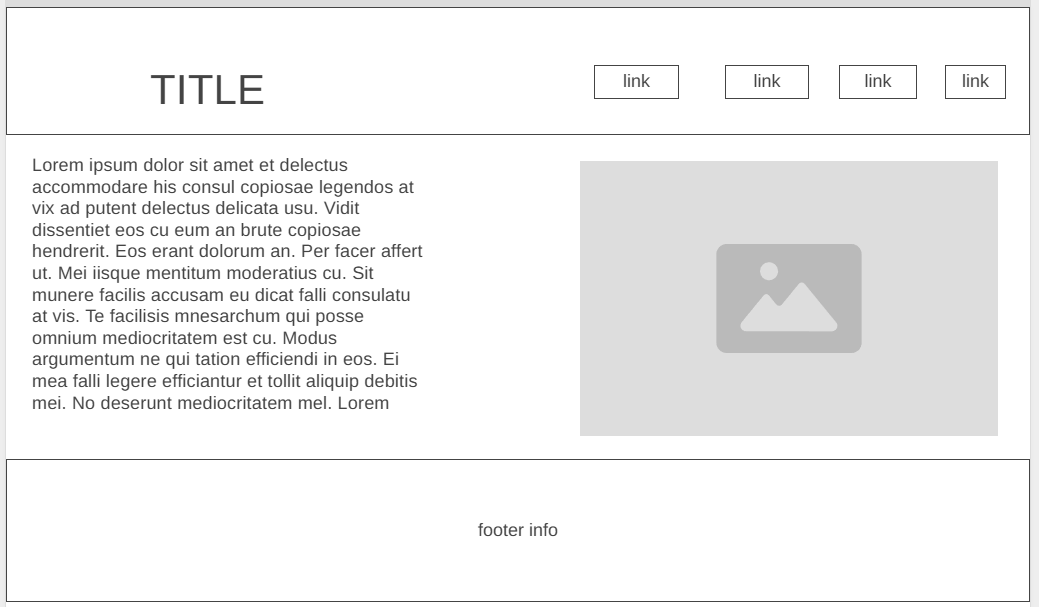 TITLE
link
link
link
link
Lorem ipsum dolor sit amet et delectus
accommodare his consul copiosae legendos at
vix ad putent delectus delicata usu. Vidit
dissentiet eos cu eum an brute copiosae
hendrerit. Eos erant dolorum an. Per facer affert
ut. Mei iisque mentitum moderatius cu. Sit
munere facilis accusam eu dicat falli consulatu
at vis. Te facilisis mnesarchum qui posse
omnium mediocritatem est cu. Modus
argumentum ne qui tation efficiendi in eos. Ei
mea falli legere efficiantur et tollit aliquip debitis
mei. No deserunt mediocritatem mel. Lorem
footer info